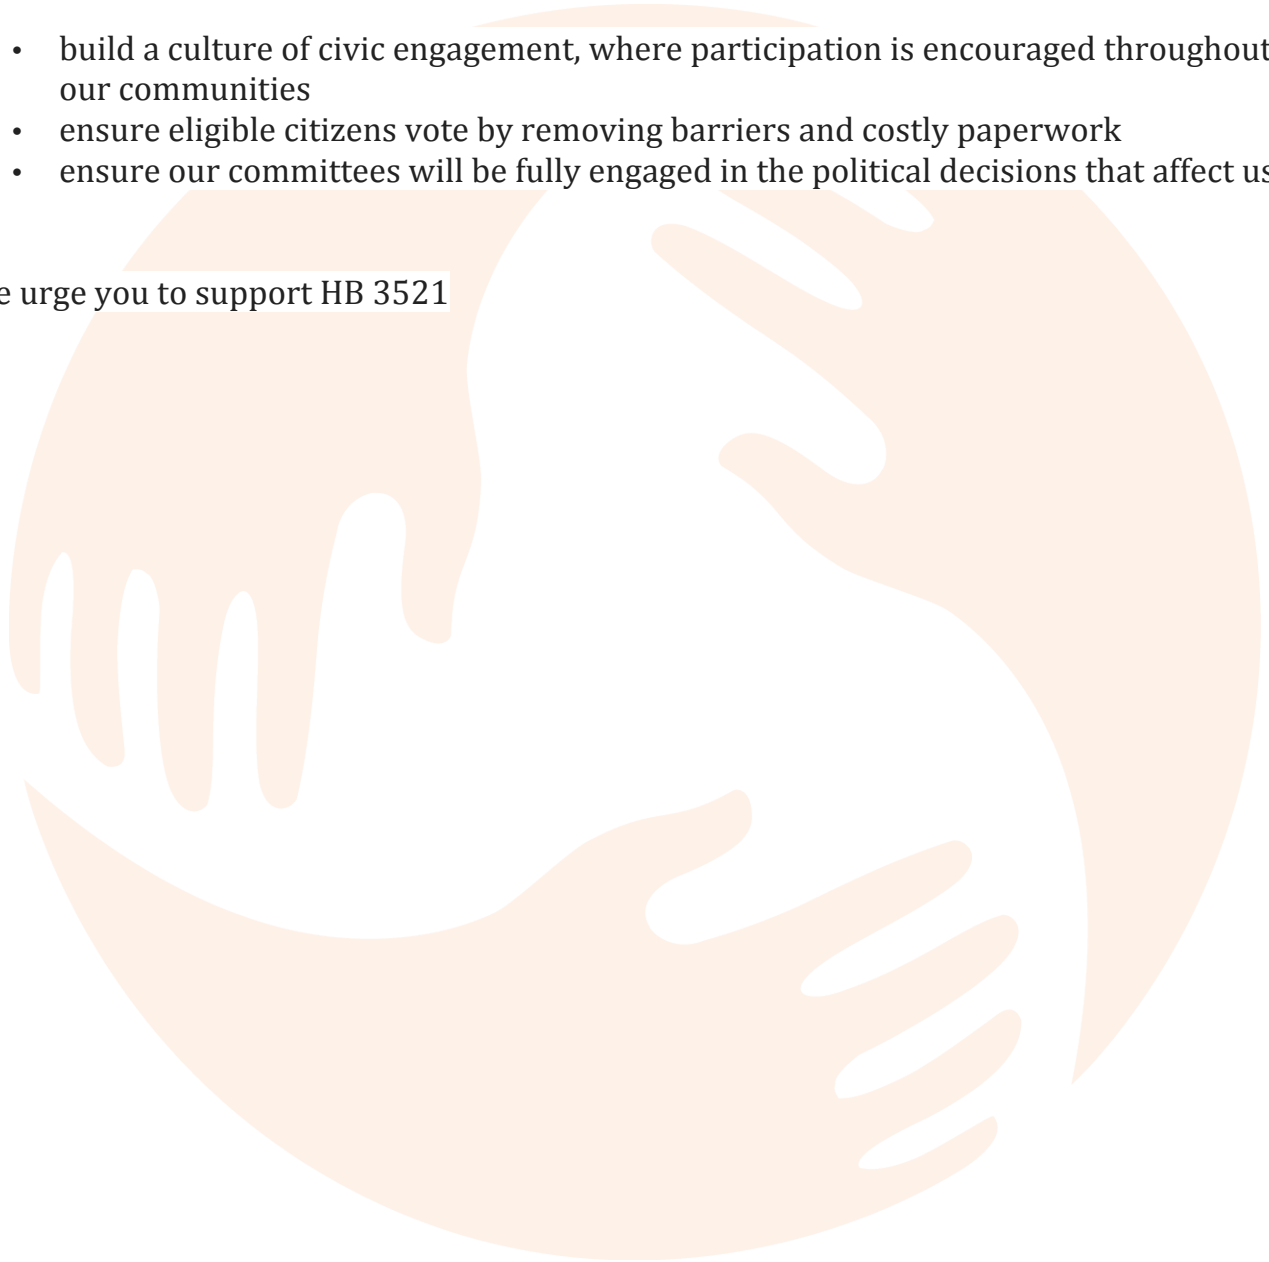 • build a culture of civic engagement, where participation is encouraged throughout
our communities
• ensure eligible citizens vote by removing barriers and costly paperwork
• ensure our committees will be fully engaged in the political decisions that affect us
e urge you to support HB 3521